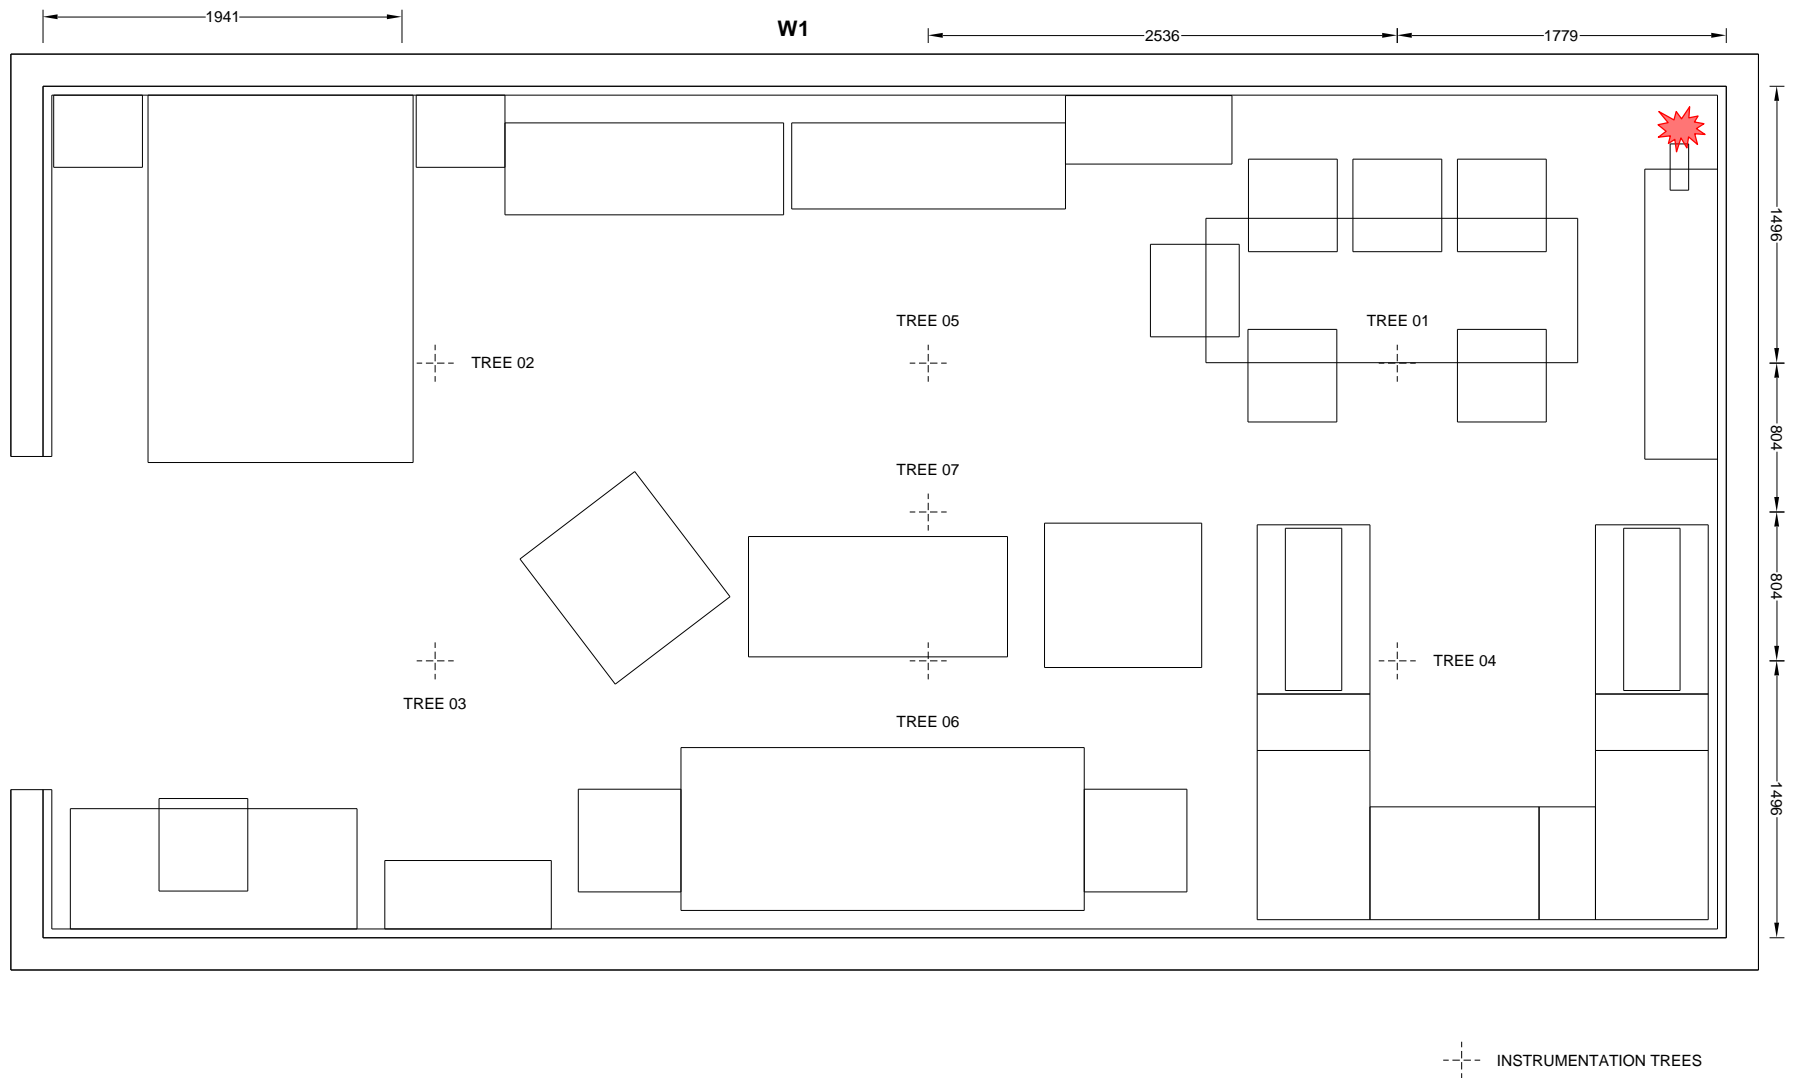 1941
W1
2536
1779
1496
TREE 05
TREE 01
TREE 02
804
TREE 07
804
TREE 04
TREE 03
TREE 06
1496
INSTRUMENTATION TREES